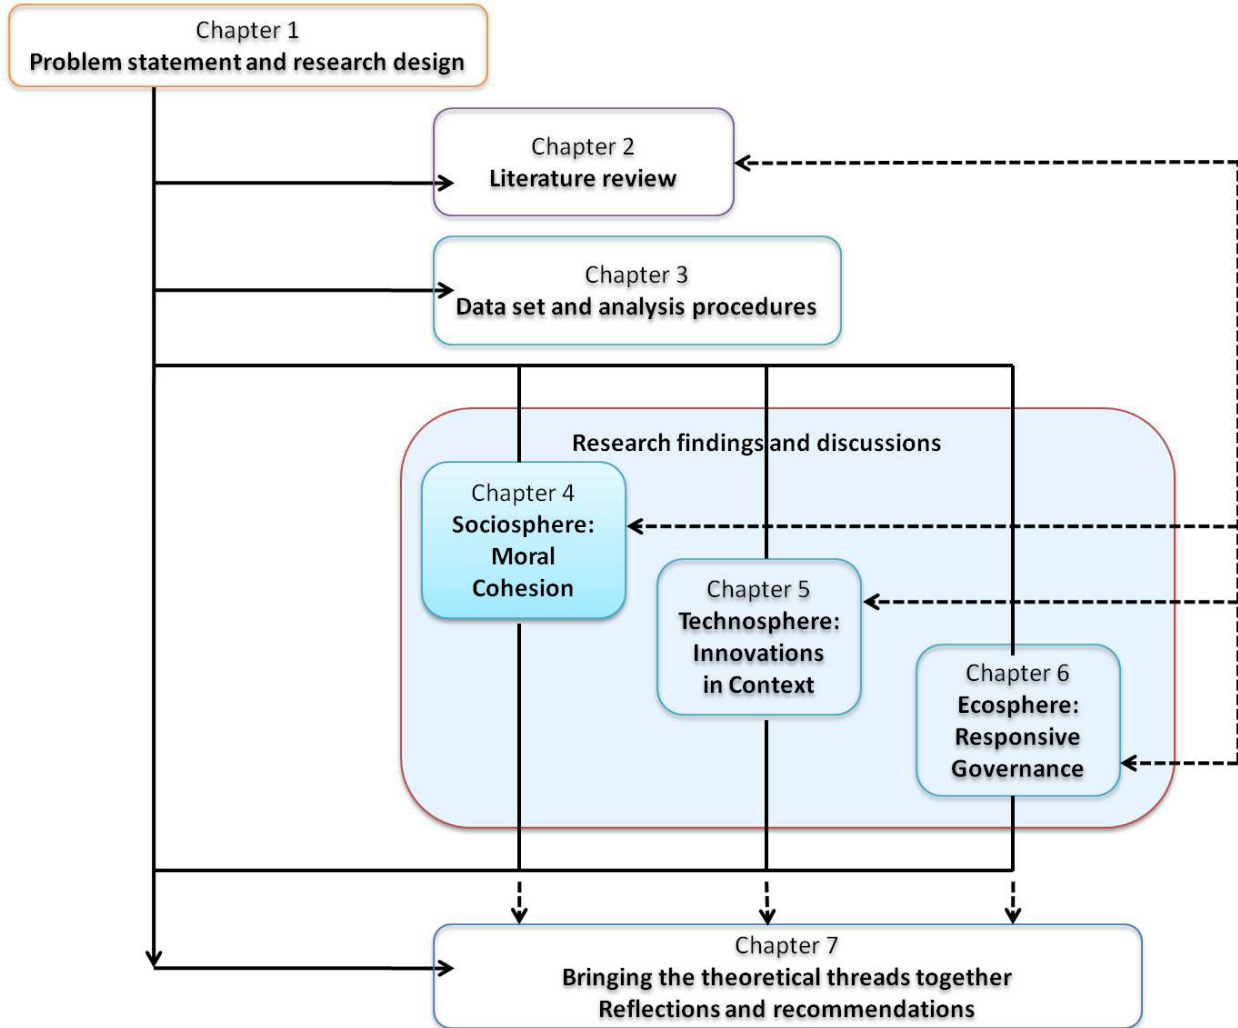 Chapter 1
Problem statement and research design
Chapter 2
Literature review
Chapter 3
Data set and analysis procedures
Research findings and discussions
Chapter 4
Sociosphere:
Moral
Cohesion
Chapter 5
Technosphere:
Innovations
in Context
Chapter 6
Ecosphere:
Responsive
Governance
Chapter 7
Bringing the theoretical threads together
Reflections and recommendations